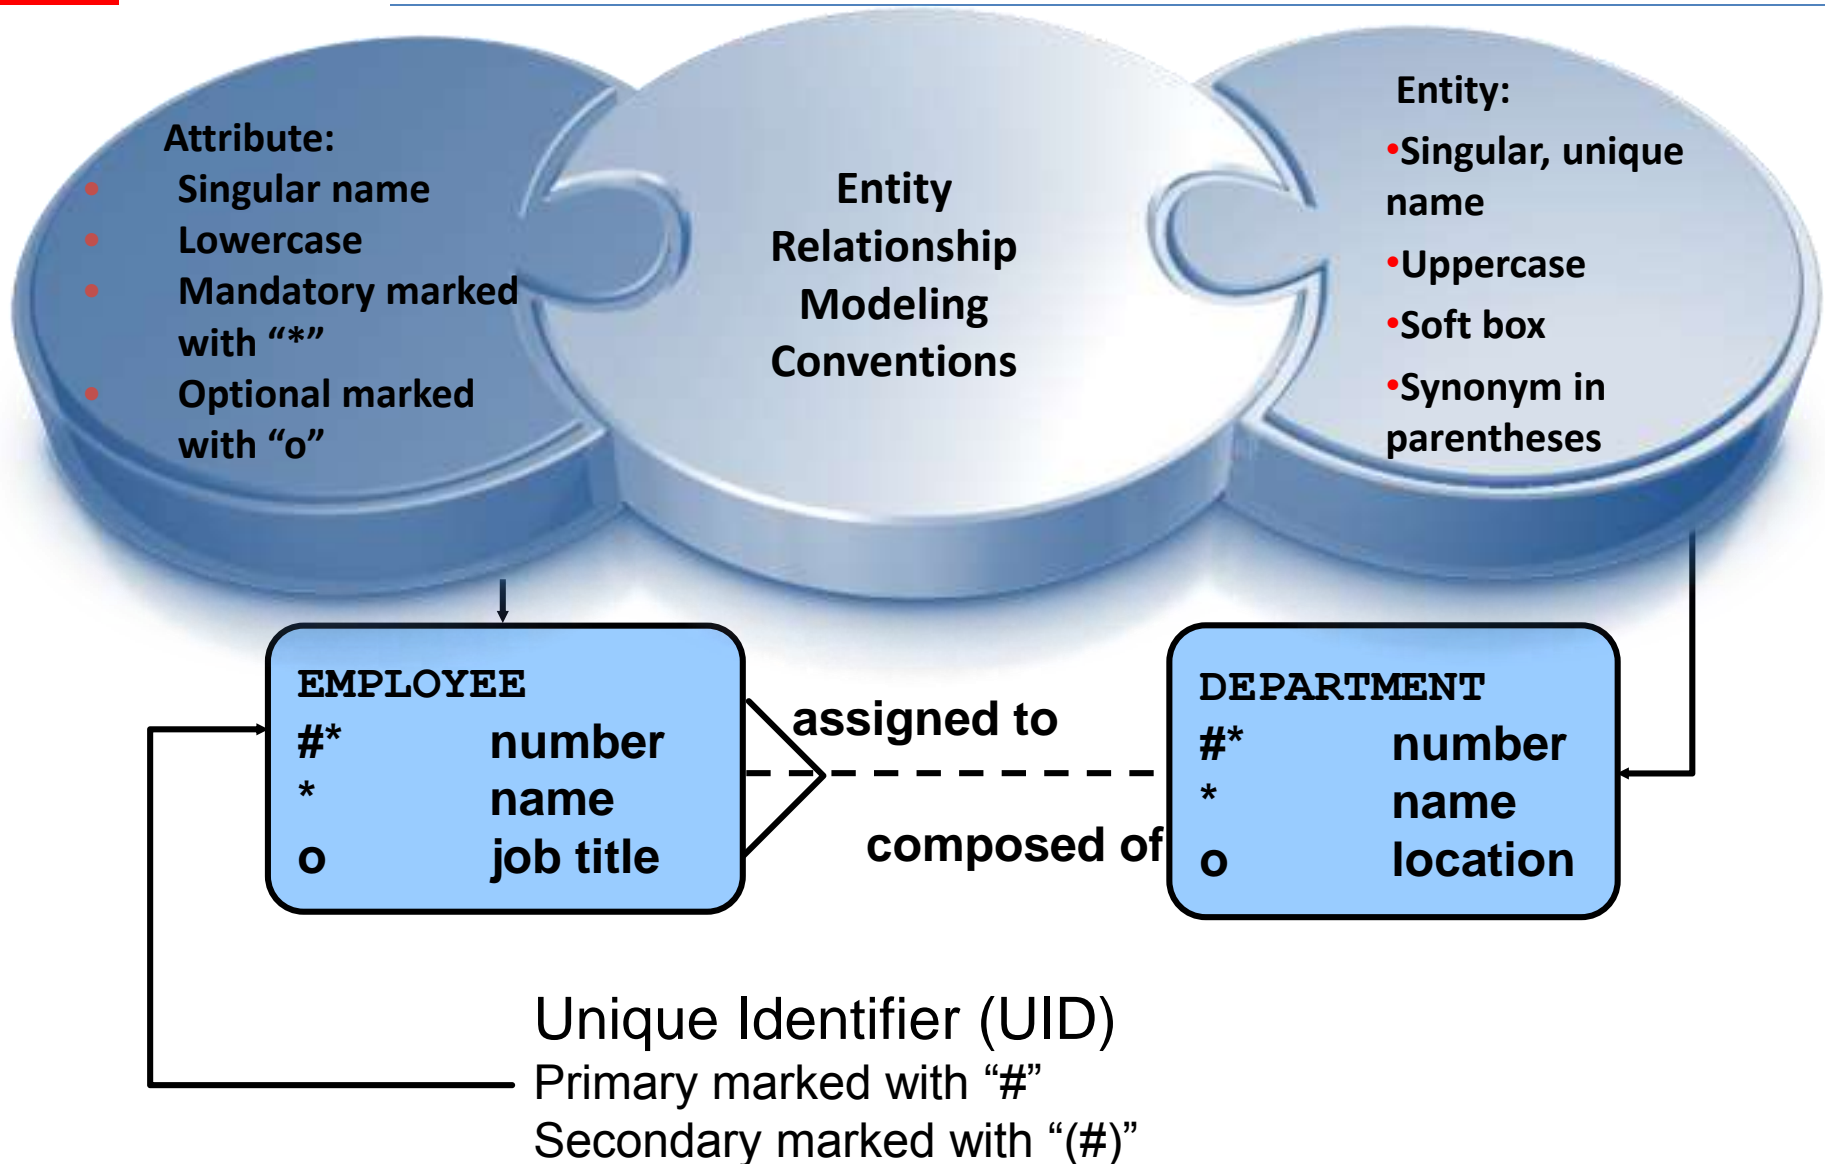 Attribute:
• Singular name
• Lowercase
• Mandatory marked
with “*”
• Optional marked
with “o”
Entity
Relationship
Modeling
Conventions
Entity:
•Singular, unique
name
•Uppercase
•Soft box
•Synonym in
parentheses
EMPLOYEE
#* number
* name
o job title
assigned to
composed of
DEPARTMENT
#* number
* name
o location
Unique Identifier (UID)
Primary marked with “#”
Secondary marked with “(#)”